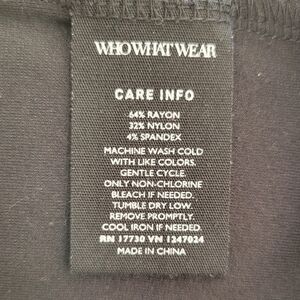 WHO WHAT WEAR
CARE INFO
64% RAYON
32% NYLON
4% SPANDEX
MACHINE WASH COLD
WITH LIKE COLORS.
GENTLE CYCLE.
ONLY NON-CHLORINE
BLEACH IF NEEDED.
TUMBLE DRY LOW.
REMOVE PROMPTLY.
COOL IRON IF NEEDED.
RN 17730 VN 1247024
MADE IN CHINA